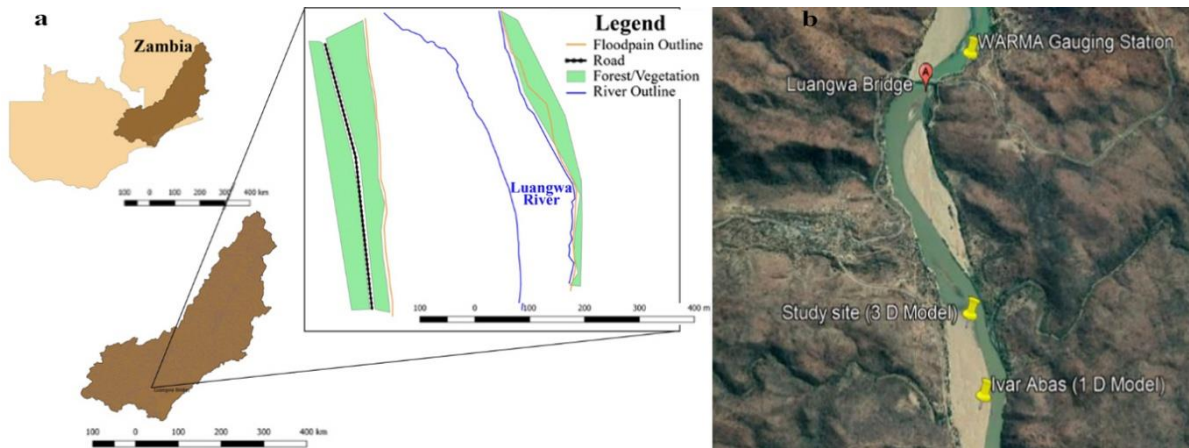 a
Zambia
100 0 100 200 300 400 km
Legend
Floodpain Outline
Road
Forest/Vegetation
River Outline
Luangwa
River
100 0 100 200 300 400 m
100 0 100 200 300 400 km
b
WARMA Gauging Station
A
Luangwa Bridge
Study site (3 D Model)
Ivar Abas (1 D Model)